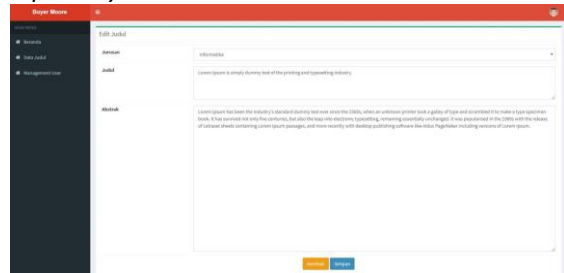 Boyer Moore
Edit Judul
Beranda
Data Judul
Management User
Jurusan
Informatika
Judul
Lorem Ipsum is simply dummy text of the printing and typesetting industry.
Abstrak
Lorem Ipsum has been the industry's standard dummy text ever since the 1500s, when an unknown printer took a galley of type and scrambled it to make a type specimen
book. It has survived not only five centuries, but also the leap into electronic typesetting, remaining essentially unchanged. It was popularised in the 1960s with the release
of Letraset sheets containing Lorem Ipsum passages, and more recently with desktop publishing software like Aldus PageMaker including versions of Lorem Ipsum.
Kembali
Simpan